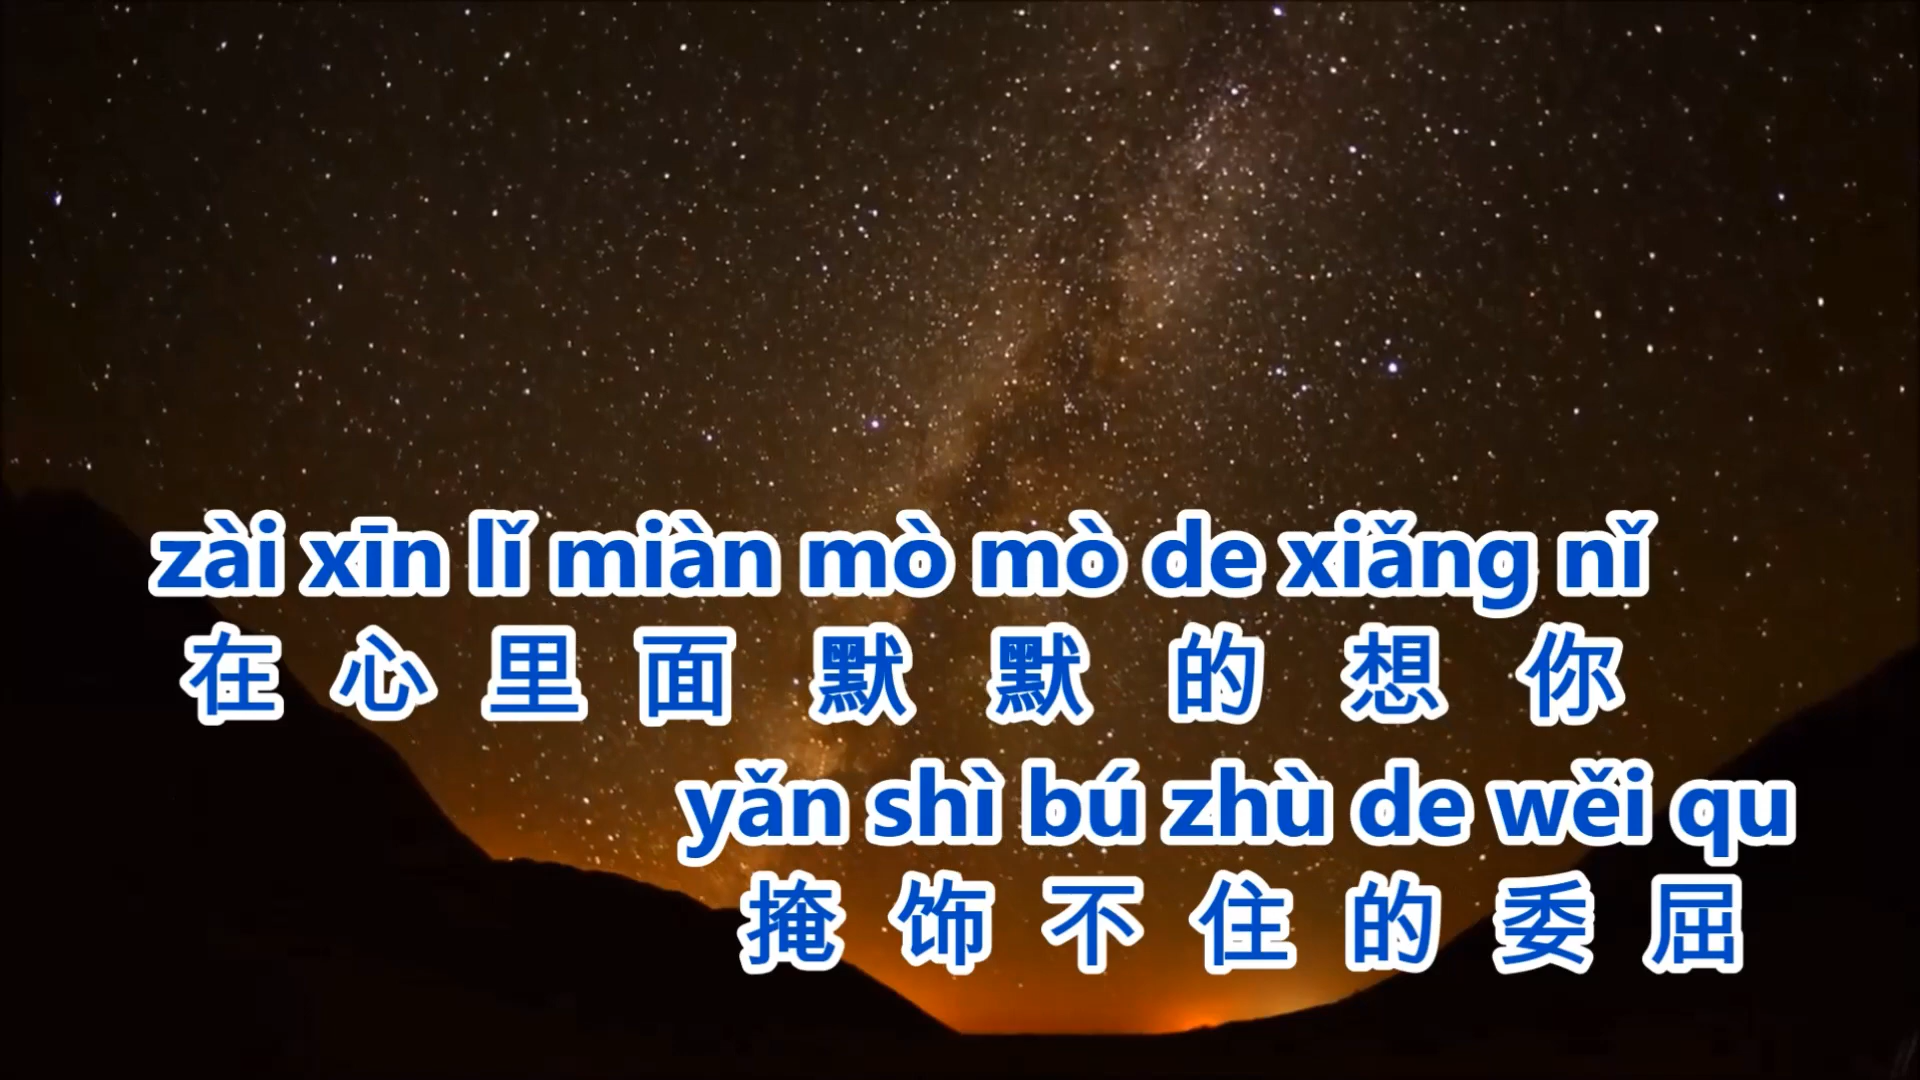 zài xīn lǐ miàn mò mò de xiǎng nǐ
在 心 里 面 默 默 的 想 你
yǎn shì bú zhù de wěi qu
掩 饰 不 住 的 委 屈